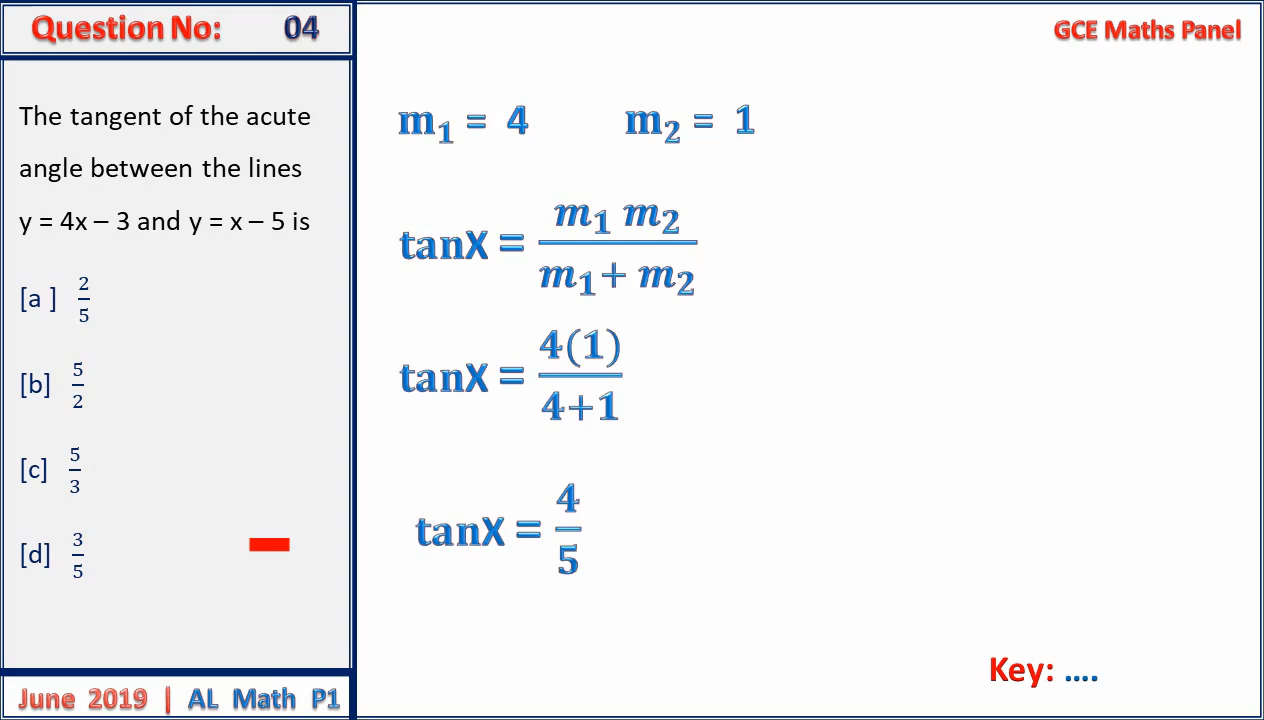 Question No: 04
GCE Maths Panel
The tangent of the acute
angle between the lines
y = 4x – 3 and y = x – 5 is
[a ] 2/5
[b] 5/2
[c] 5/3
[d] 3/5
m₁ = 4 m₂ = 1
tanX = m₁ m₂ / m₁+ m₂
tanX = 4(1) / 4+1
tanX = 4/5
Key: ....
June 2019 | AL Math P1